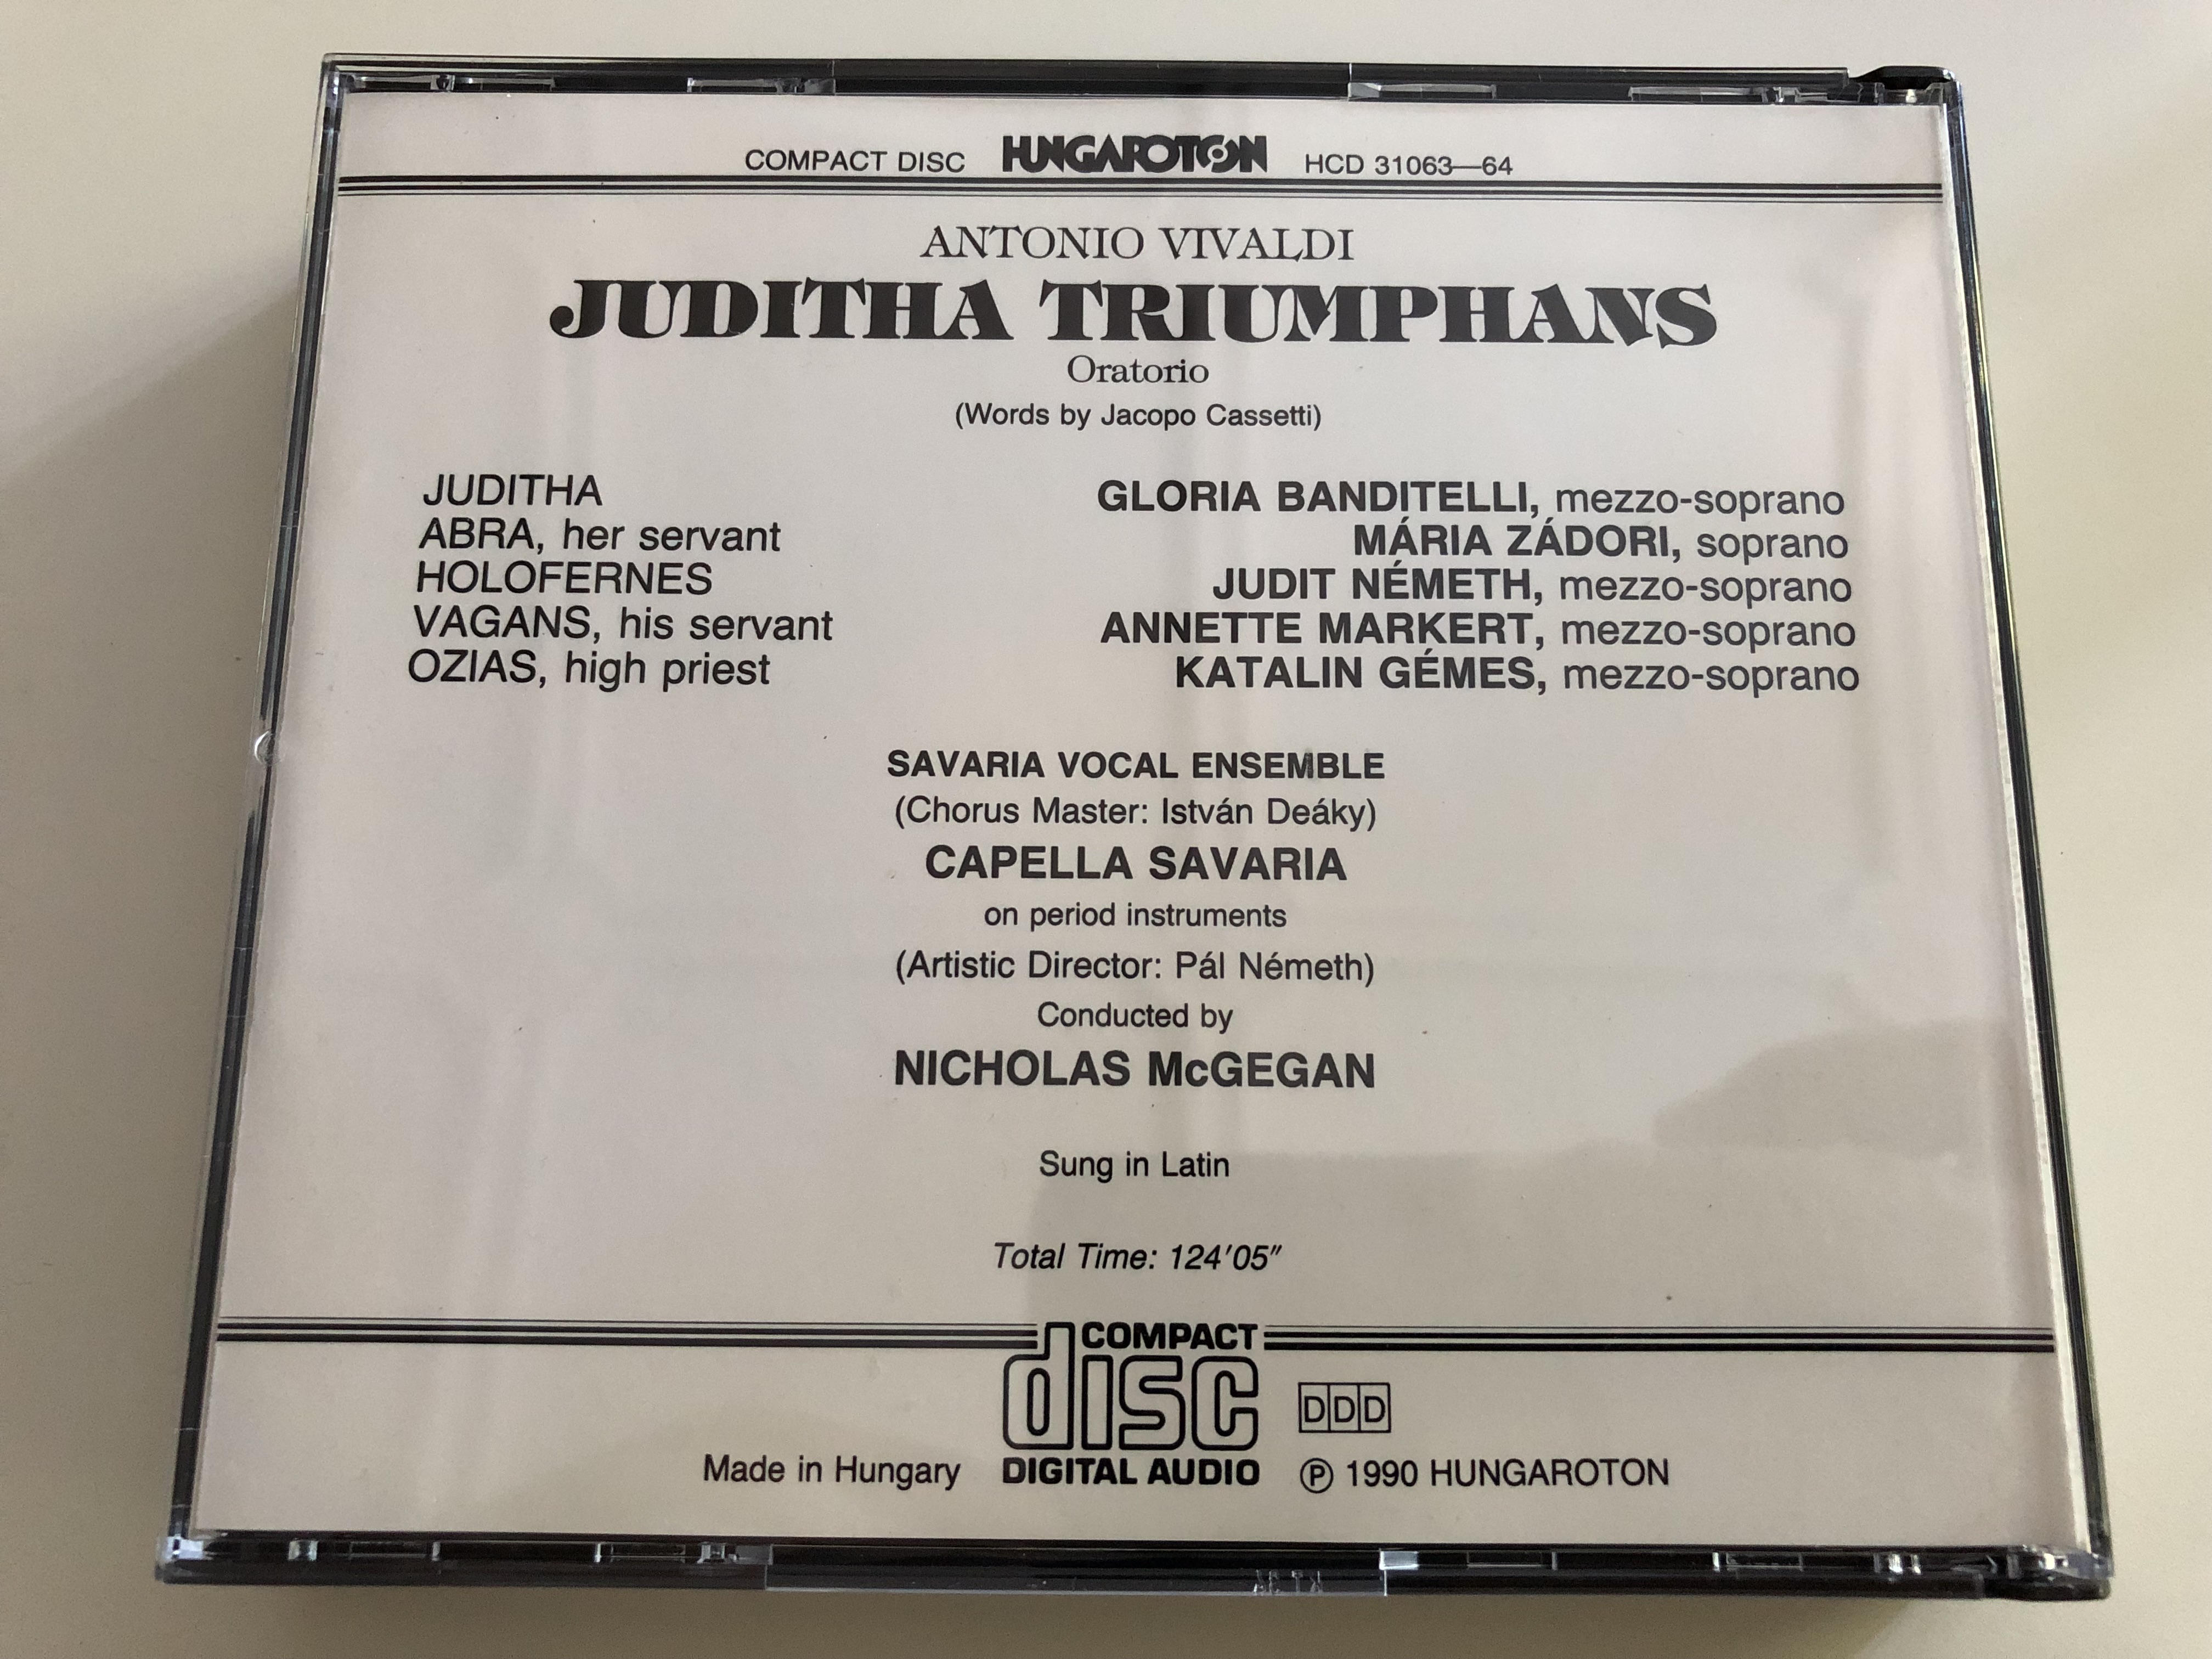 COMPACT DISC HUNGAROTON HCD 31063—64
ANTONIO VIVALDI
JUDITHA TRIUMPHANS
Oratorio
(Words by Jacopo Cassetti)
JUDITHA GLORIA BANDITELLI, mezzo-soprano
ABRA, her servant MÁRIA ZÁDORI, soprano
HOLOFERNES JUDIT NÉMETH, mezzo-soprano
VAGANS, his servant ANNETTE MARKERT, mezzo-soprano
OZIAS, high priest KATALIN GÉMES, mezzo-soprano
SAVARIA VOCAL ENSEMBLE
(Chorus Master: István Deáky)
CAPELLA SAVARIA
on period instruments
(Artistic Director: Pál Németh)
Conducted by
NICHOLAS McGEGAN
Sung in Latin
Total Time: 124′05″
COMPACT
disc
DDD
Made in Hungary DIGITAL AUDIO ℗ 1990 HUNGAROTON